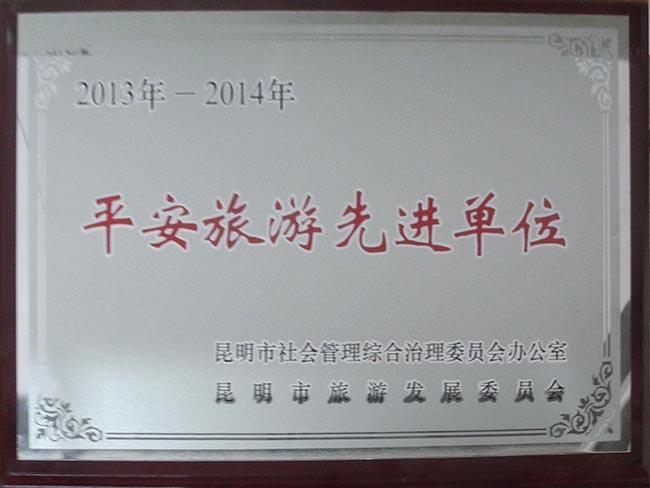 2013年－2014年
平安旅游先进单位
昆明市社会管理综合治理委员会办公室
昆明市旅游发展委员会